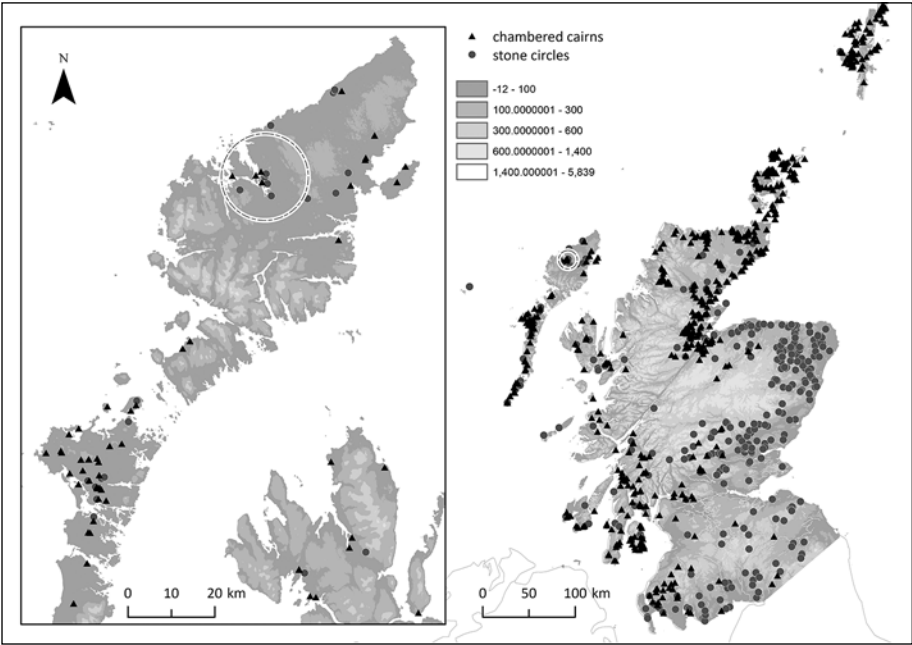 N
chambered cairns
stone circles
-12 - 100
100.0000001 - 300
300.0000001 - 600
600.0000001 - 1,400
1,400.000001 - 5,839
0 10 20 km
0 50 100 km